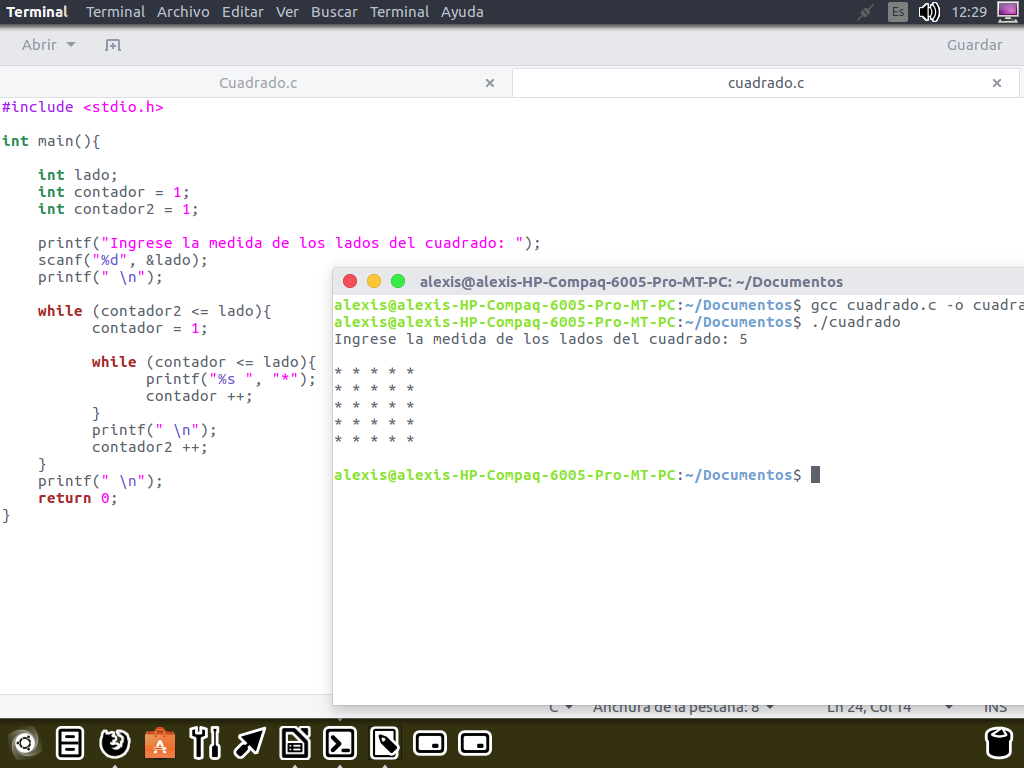 Terminal Terminal Archivo Editar Ver Buscar Terminal Ayuda Es 12:29
Abrir Guardar
Cuadrado.c × cuadrado.c ×
#include <stdio.h>
int main(){
int lado;
int contador = 1;
int contador2 = 1;
printf("Ingrese la medida de los lados del cuadrado: ");
scanf("%d", &lado);
printf(" \n");
while (contador2 <= lado){
contador = 1;
while (contador <= lado){
printf("%s ", "*");
contador ++;
}
printf(" \n");
contador2 ++;
}
printf(" \n");
return 0;
}
alexis@alexis-HP-Compaq-6005-Pro-MT-PC: ~/Documentos
alexis@alexis-HP-Compaq-6005-Pro-MT-PC:~/Documentos$ gcc cuadrado.c -o cuadra
alexis@alexis-HP-Compaq-6005-Pro-MT-PC:~/Documentos$ ./cuadrado
Ingrese la medida de los lados del cuadrado: 5
* * * * *
* * * * *
* * * * *
* * * * *
* * * * *
alexis@alexis-HP-Compaq-6005-Pro-MT-PC:~/Documentos$
C Anchura de la pestaña: 8 Ln 24, Col 14 INS